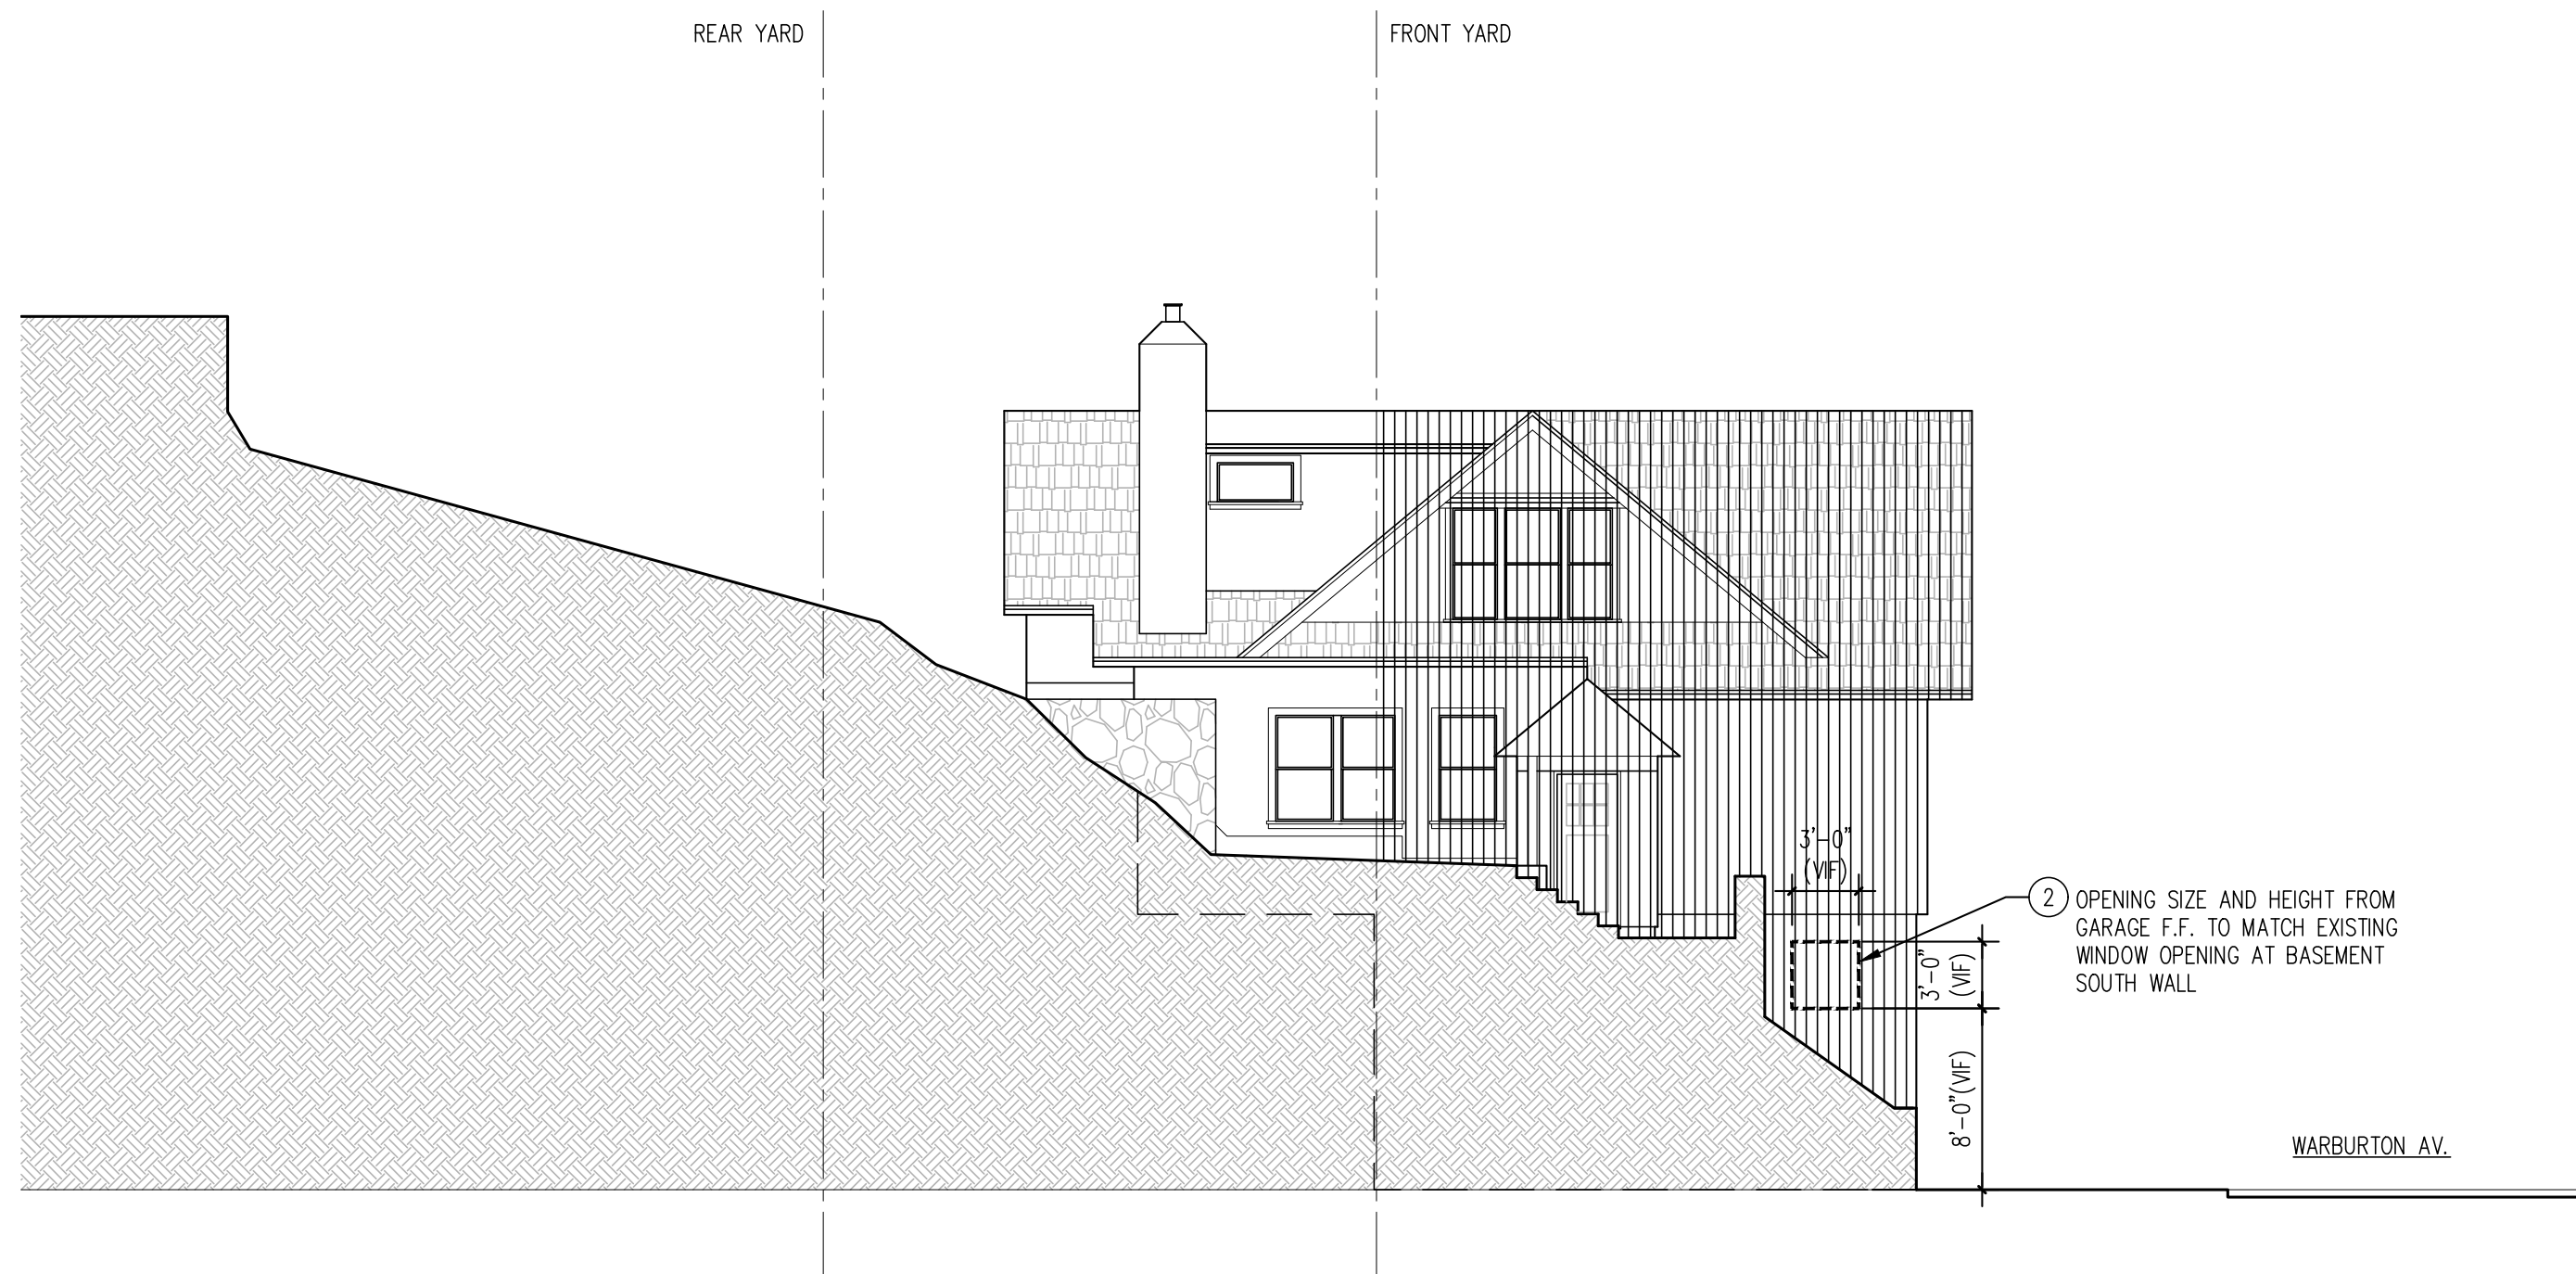 REAR YARD
FRONT YARD
3'-0"
(VIF)
2
OPENING SIZE AND HEIGHT FROM
GARAGE F.F. TO MATCH EXISTING
WINDOW OPENING AT BASEMENT
SOUTH WALL
3'-0"
(VIF)
8'-0"(VIF)
WARBURTON AV.